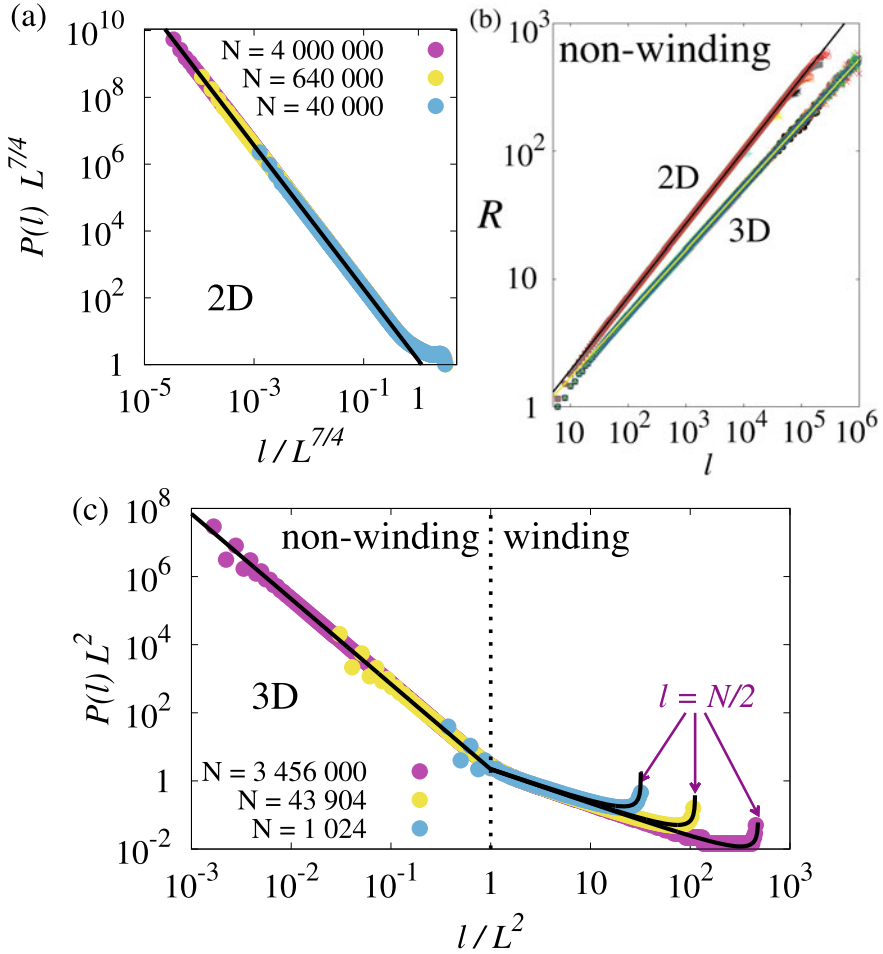 (a)
10^10
10^8
10^6
10^4
10^2
1
P(l) L^7/4
N = 4 000 000
N = 640 000
N = 40 000
2D
10^-5 10^-3 10^-1 1
l / L^7/4
(b)
10^3
10^2
10
1
R
non-winding
2D
3D
10 10^2 10^3 10^4 10^5 10^6
l
(c)
10^8
10^6
10^4
10^2
1
10^-2
P(l) L^2
non-winding winding
3D
l = N/2
N = 3 456 000
N = 43 904
N = 1 024
10^-3 10^-2 10^-1 1 10 10^2 10^3
l / L^2